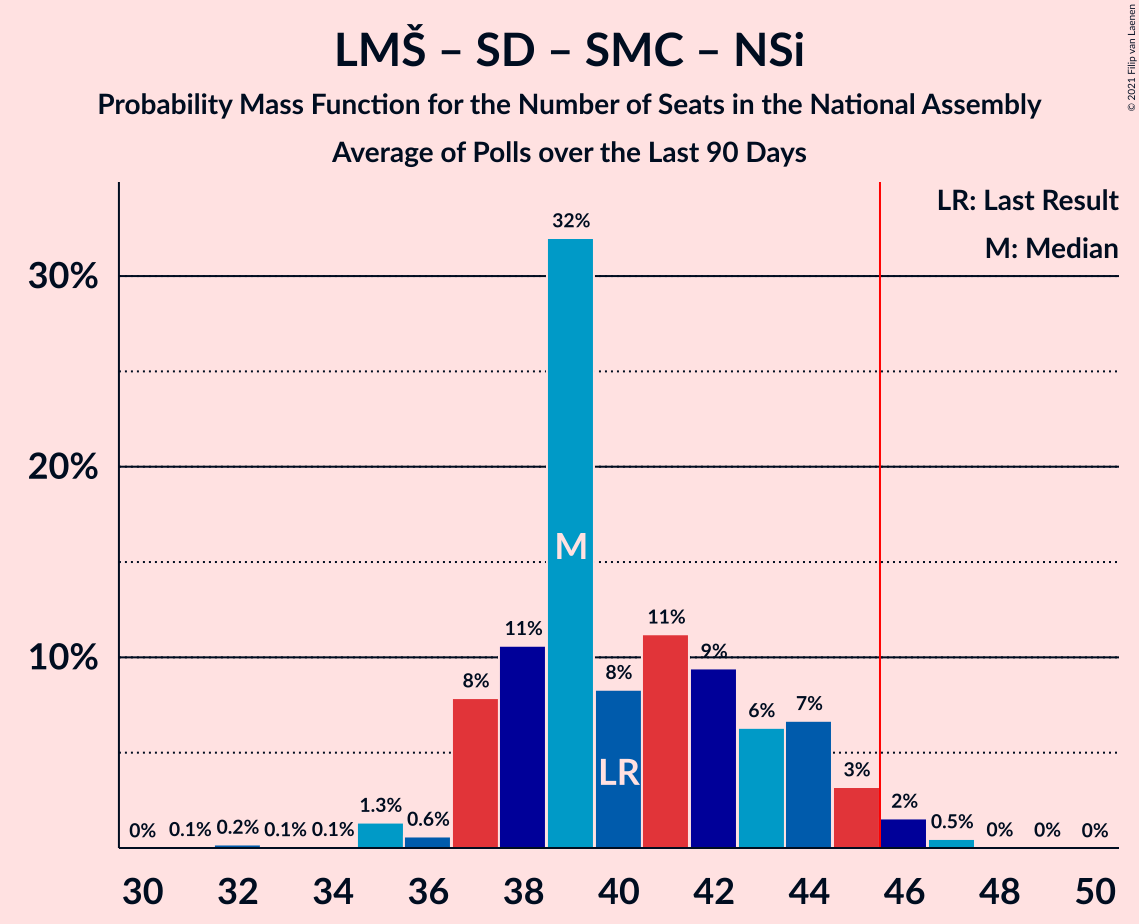 LMŠ – SD – SMC – NSi
Probability Mass Function for the Number of Seats in the National Assembly
Average of Polls over the Last 90 Days
© 2021 Filip van Laenen
LR: Last Result
M: Median
30%
20%
10%
0%
0.1%
0.2%
0.1%
0.1%
1.3%
0.6%
8%
11%
32%
8%
11%
9%
6%
7%
3%
2%
0.5%
0%
0%
0%
M
LR
30 32 34 36 38 40 42 44 46 48 50